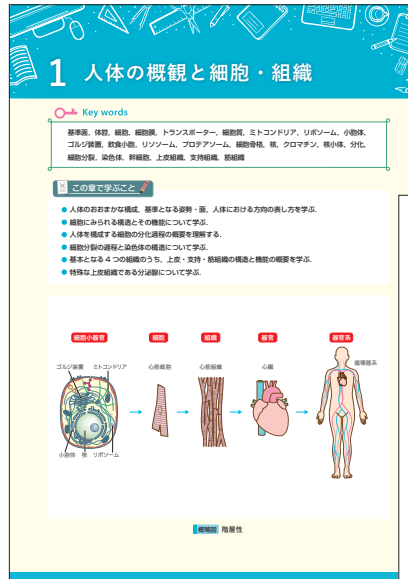 1 人体の概観と細胞・組織
Key words
基準面、体腔、細胞、細胞膜、トランスポーター、細胞質、ミトコンドリア、リボソーム、小胞体、
ゴルジ装置、飲食小胞、リソソーム、プロテアソーム、細胞骨格、核、クロマチン、核小体、分化、
細胞分裂、染色体、幹細胞、上皮組織、支持組織、筋組織
この章で学ぶこと
● 人体のおおまかな構成、基準となる姿勢・面、人体における方向の表し方を学ぶ.
● 細胞にみられる構造とその機能について学ぶ.
● 人体を構成する細胞の分化過程の概要を理解する.
● 細胞分裂の過程と染色体の構造について学ぶ.
● 基本となる 4 つの組織のうち、上皮・支持・筋組織の構造と機能の概要を学ぶ.
● 特殊な上皮組織である分泌腺について学ぶ.
細胞小器官 細胞 組織 器官 器官系
ゴルジ装置 ミトコンドリア 心筋細胞 心筋組織 心臓 循環器系
小胞体 核 リボソーム
概略図 階層性